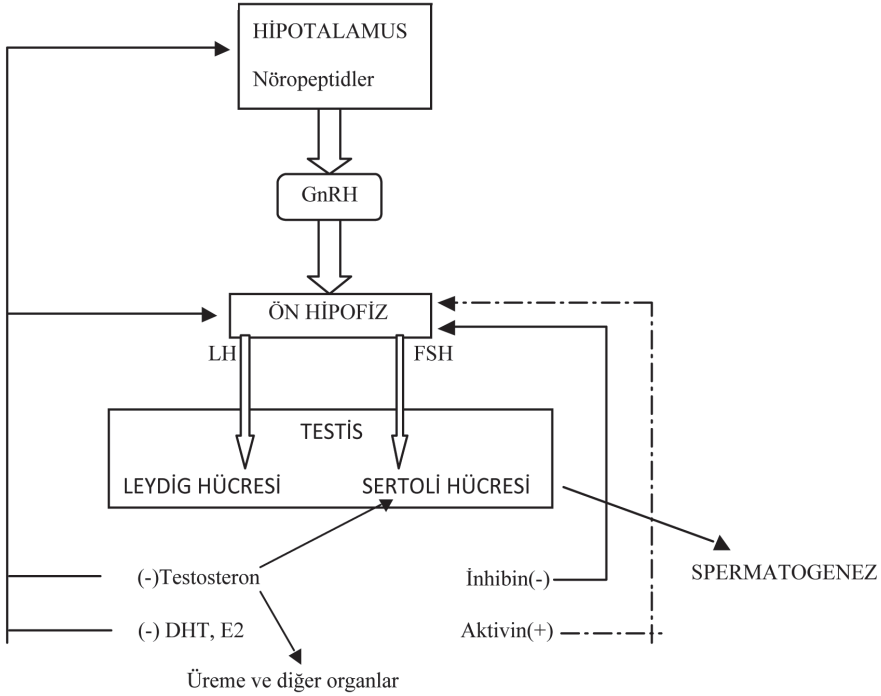 HİPOTALAMUS
Nöropeptidler
GnRH
ÖN HİPOFİZ
LH
FSH
TESTİS
LEYDİG HÜCRESİ
SERTOLİ HÜCRESİ
(-)Testosteron
İnhibin(-)
SPERMATOGENEZ
(-) DHT, E2
Aktivin(+)
Üreme ve diğer organlar